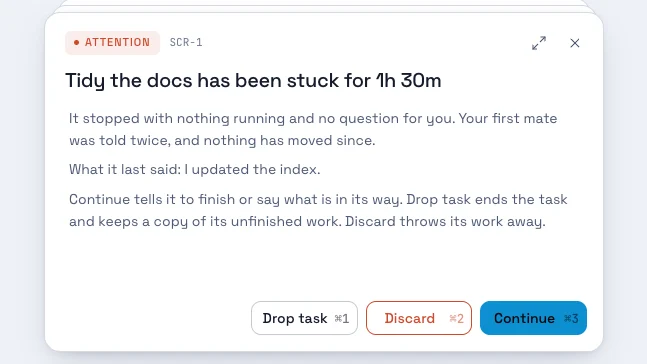 ATTENTION SCR-1
Tidy the docs has been stuck for 1h 30m
It stopped with nothing running and no question for you. Your first mate
was told twice, and nothing has moved since.
What it last said: I updated the index.
Continue tells it to finish or say what is in its way. Drop task ends the task
and keeps a copy of its unfinished work. Discard throws its work away.
Drop task ⌘1 Discard ⌘2 Continue ⌘3